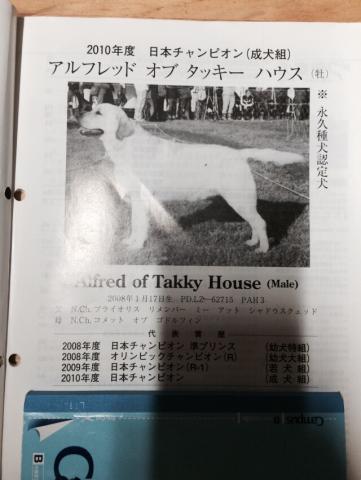 2010年度 日本チャンピオン(成犬組)
アルフレッド オブ タッキー ハウス (牡)
※永久種犬認定犬
Alfred of Takky House (Male)
2008年1月17日生 PD.LZ―62715 PAH3
父 N.Ch.プライオリス リメンバー ミー アット シャドウスクェッド
母 N.Ch.コメット オブ ゴドルフィン
代表賞歴
2008年度 日本チャンピオン 準プリンス (幼犬特組)
2008年度 オリンピックチャンピオン(R) (幼犬大組)
2009年度 日本チャンピオン(R-1) (若犬組)
2010年度 日本チャンピオン (成犬組)
Campus
B